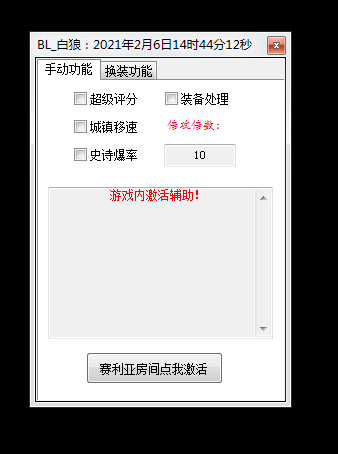 BL_白狼：2021年2月6日14时44分12秒
手动功能 换装功能
超级评分 装备处理
城镇移速 倍攻倍数：
史诗爆率 10
游戏内激活辅助！
赛利亚房间点我激活